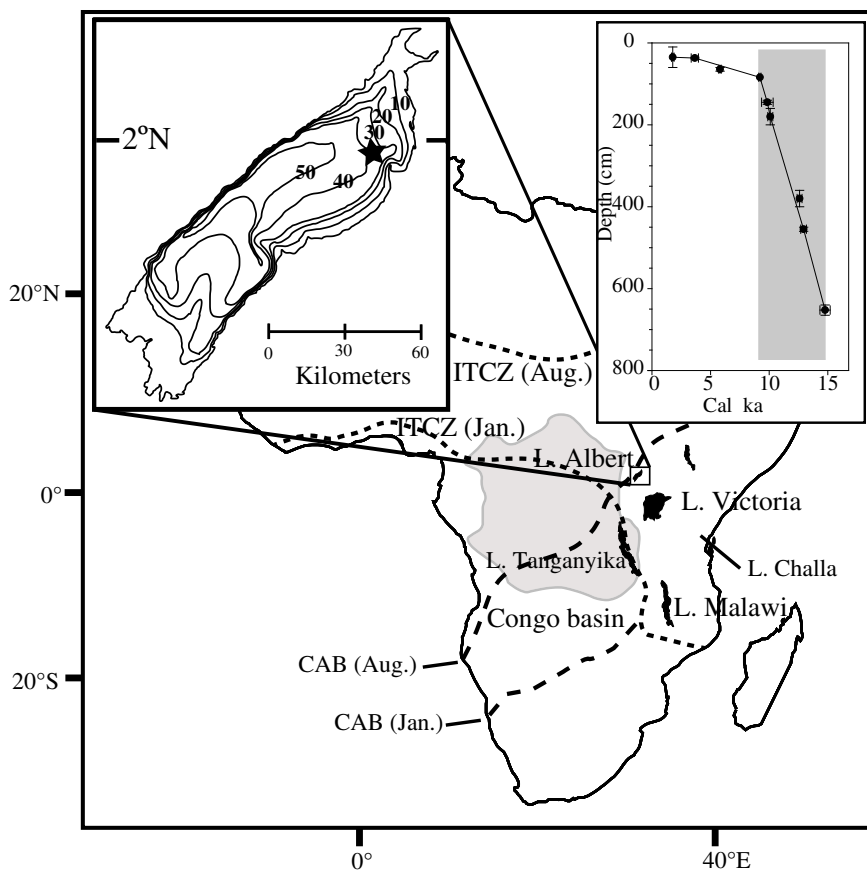 2°N
10
20
30
40
50
0
30
60
Kilometers
0
200
400
600
800
Depth (cm)
0
5
10
15
Cal ka
ITCZ (Aug.)
ITCZ (Jan.)
L. Albert
L. Victoria
L. Tanganyika
L. Challa
L. Malawi
Congo basin
CAB (Aug.)
CAB (Jan.)
20°N
0°
20°S
0°
40°E